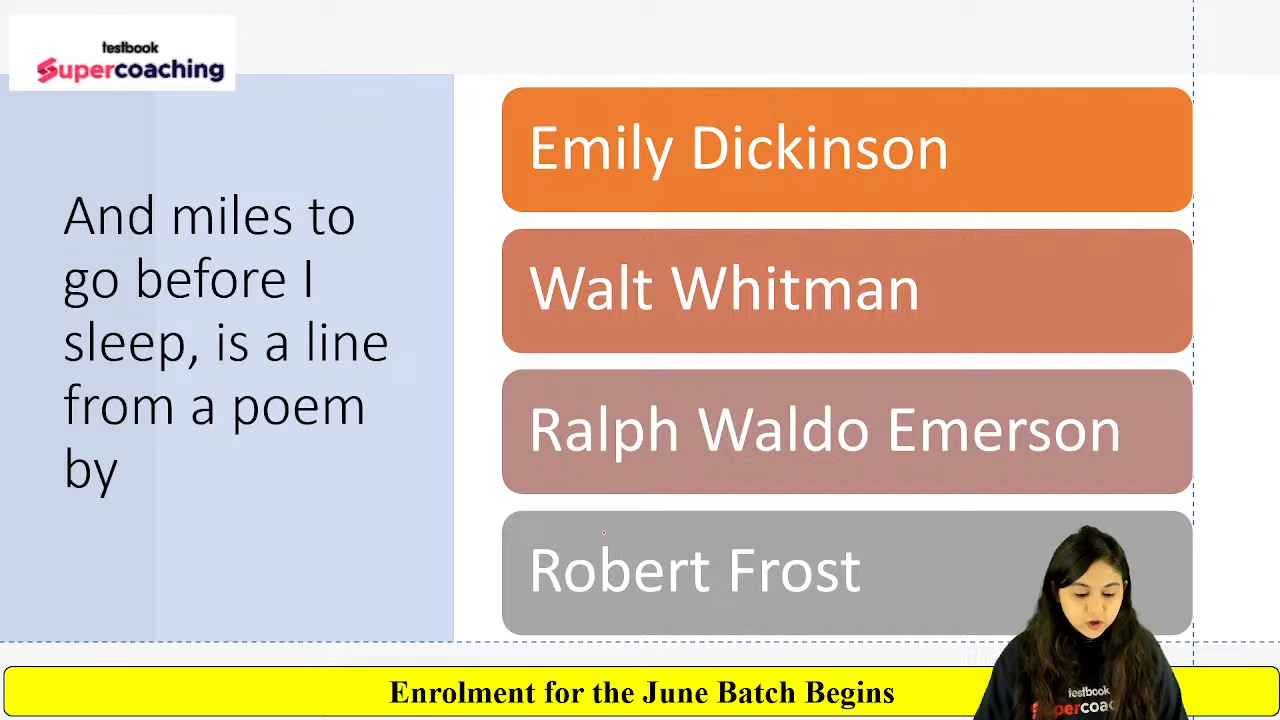 testbook
Supercoaching
And miles to
go before I
sleep, is a line
from a poem
by
Emily Dickinson
Walt Whitman
Ralph Waldo Emerson
Robert Frost
testbook
Enrolment for the June Batch Begins